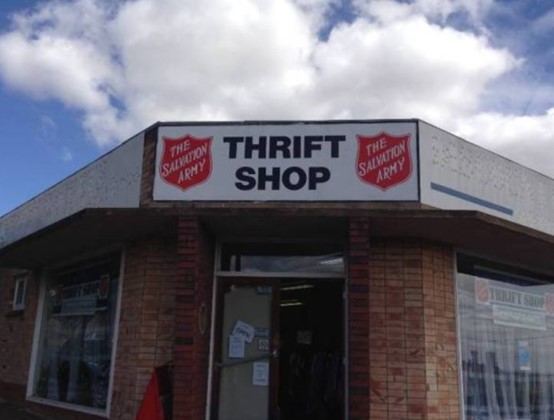 THE
SALVATION
ARMY
THRIFT
SHOP
THE
SALVATION
ARMY
THRIFT SHOP